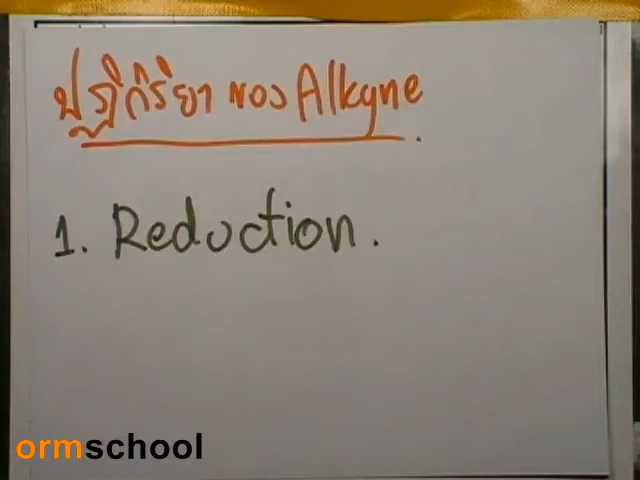 ปฏิกิริยา ของ Alkyne
1. Reduction.
ormschool